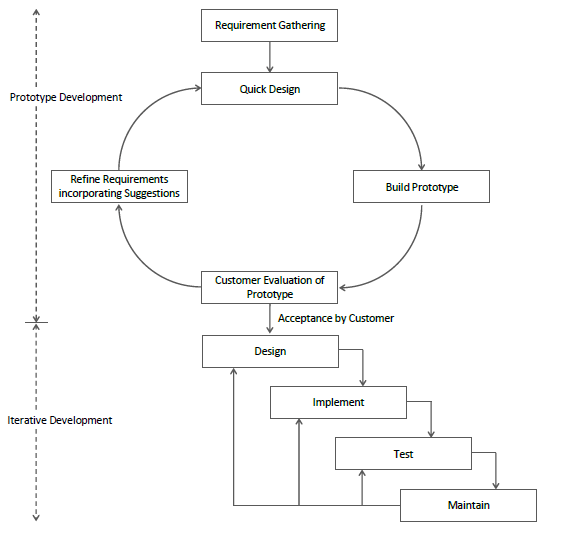 Requirement Gathering
Quick Design
Prototype Development
Refine Requirements
incorporating Suggestions
Build Prototype
Customer Evaluation of
Prototype
Acceptance by Customer
Design
Implement
Iterative Development
Test
Maintain